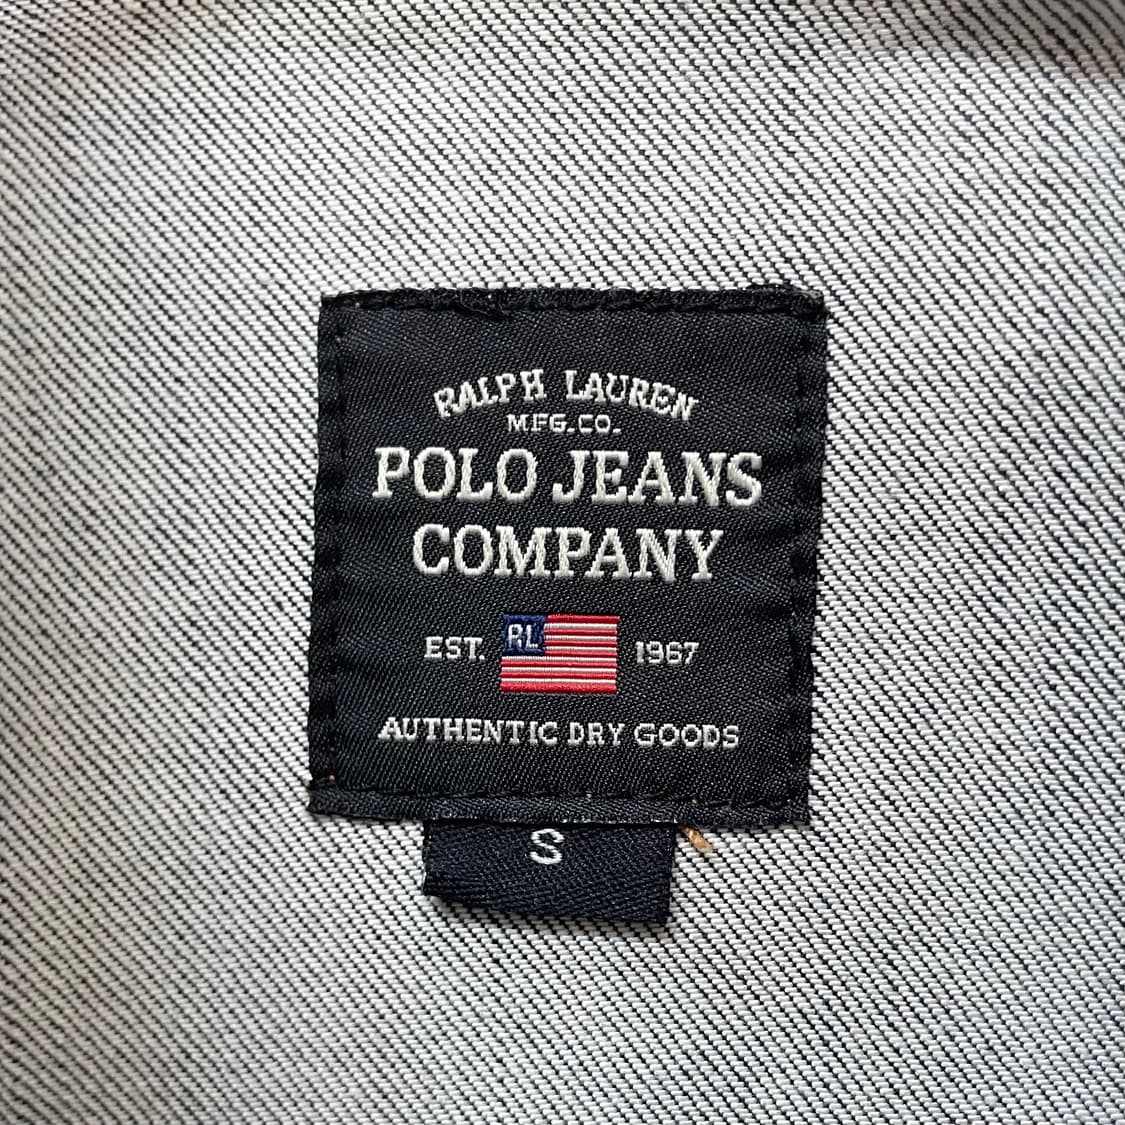 RALPH LAUREN
MFG.CO.
POLO JEANS
COMPANY
EST. RL 1967
AUTHENTIC DRY GOODS
S